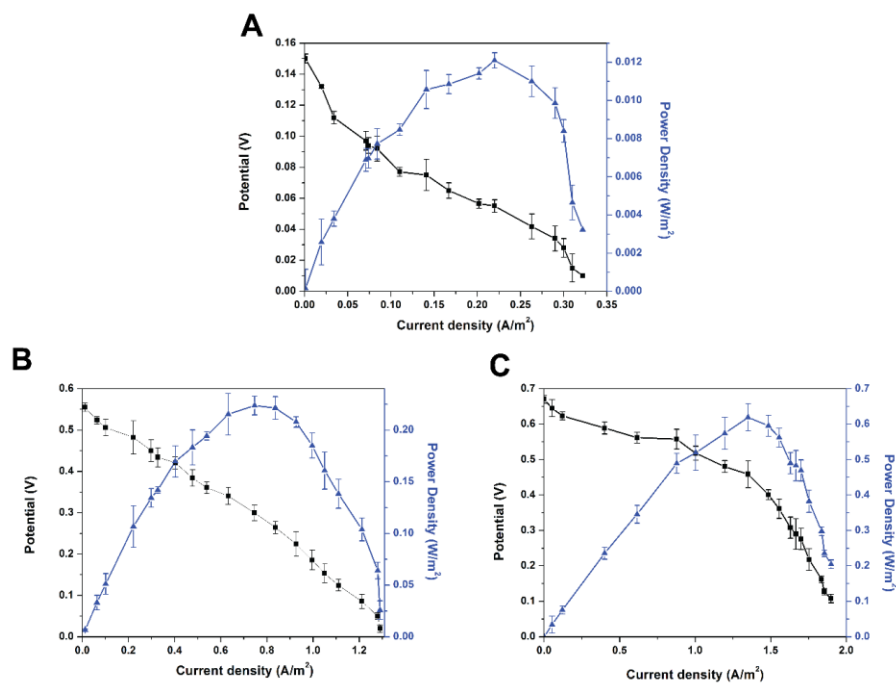 A
0.16
0.14
0.12
0.10
0.08
0.06
0.04
0.02
0.00
Potential (V)
0.012
0.010
0.008
0.006
0.004
0.002
0.000
Power Density (W/m²)
0.00 0.05 0.10 0.15 0.20 0.25 0.30 0.35
Current density (A/m²)
B
0.6
0.5
0.4
0.3
0.2
0.1
0.0
Potential (V)
0.20
0.15
0.10
0.05
0.00
Power Density (W/m²)
0.0 0.2 0.4 0.6 0.8 1.0 1.2
Current density (A/m²)
C
0.7
0.6
0.5
0.4
0.3
0.2
0.1
0.0
Potential (V)
0.7
0.6
0.5
0.4
0.3
0.2
0.1
0.0
Power Density (W/m²)
0.0 0.5 1.0 1.5 2.0
Current density (A/m²)